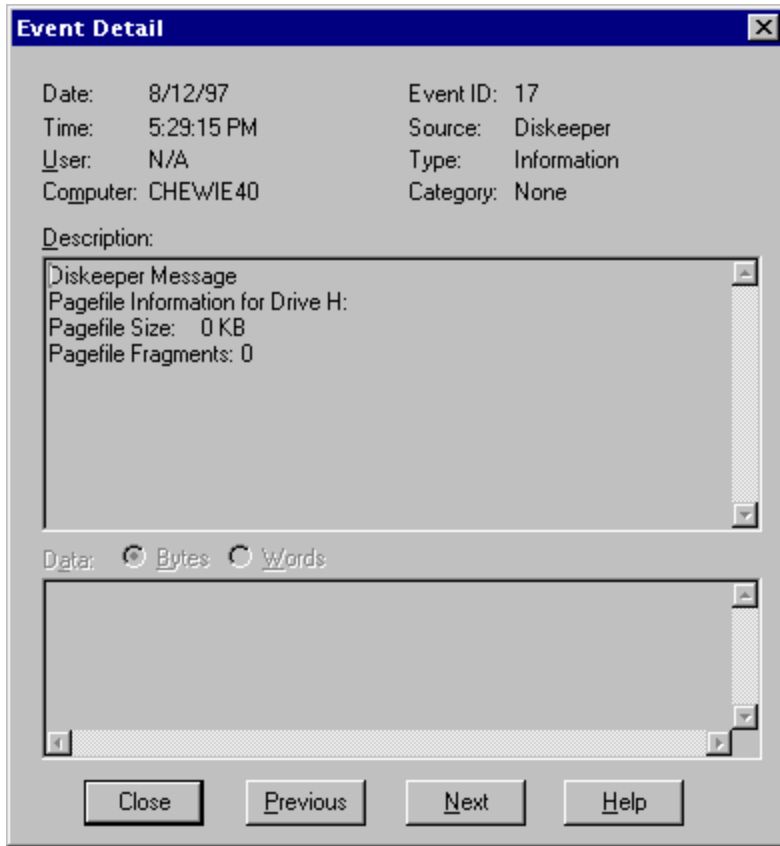 Event Detail
Date: 8/12/97 Event ID: 17
Time: 5:29:15 PM Source: Diskeeper
User: N/A Type: Information
Computer: CHEWIE40 Category: None
Description:
Diskeeper Message
Pagefile Information for Drive H:
Pagefile Size: 0 KB
Pagefile Fragments: 0
Data: Bytes Words
Close Previous Next Help